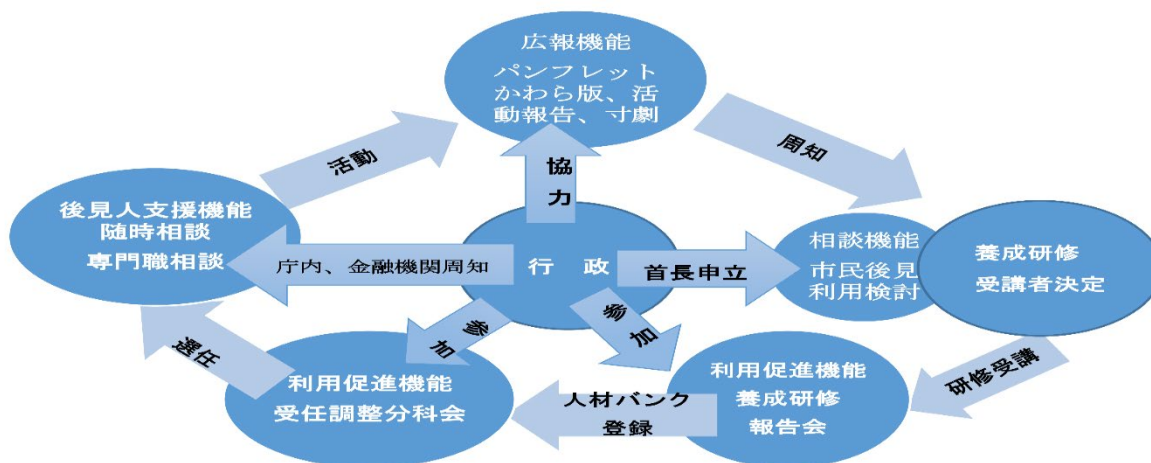 広報機能
パンフレット
かわら版、活
動報告、寸劇
活動
周知
協
力
後見人支援機能
随時相談
専門職相談
庁内、金融機関周知
行 政
首長申立
相談機能
市民後見
利用検討
養成研修
受講者決定
参加
参加
選任
利用促進機能
受任調整分科会
人材バンク
登録
利用促進機能
養成研修
報告会
研修受講